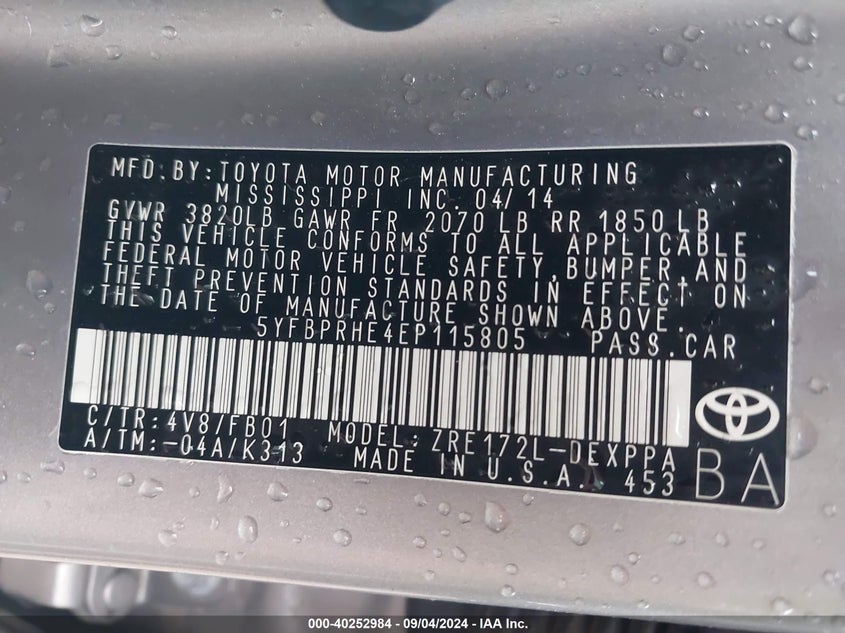 MFD.BY:TOYOTA MOTOR MANUFACTURING
MISSISSIPPI INC. 04/14
GVWR 3820LB GAWR FR 2070 LB RR 1850LB
THIS VEHICLE CONFORMS TO ALL APPLICABLE
FEDERAL MOTOR VEHICLE SAFETY,BUMPER,AND
THEFT PREVENTION STANDARDS IN EFFECT ON
THE DATE OF MANUFACTURE SHOWN ABOVE.
5YFBPRHE4EP115805 PASS.CAR
C/TR:4V8/FB01 MODEL:ZRE172L-DEXPPA
A/TM:-04A/K313 MADE IN U.S.A. 453
BA
000-40252984 - 09/04/2024 - IAA Inc.